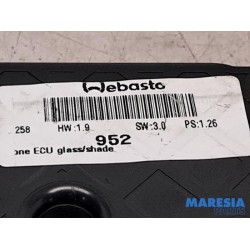 Webasto
258 HW:1.9 SW:3.0 PS:1.26
952
one ECU glass/shade
MARESIA